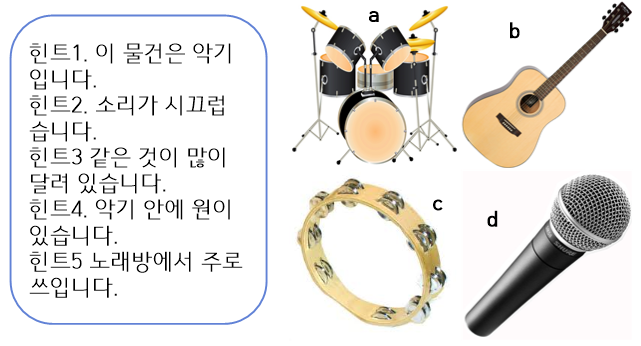 힌트1. 이 물건은 악기
입니다.
힌트2. 소리가 시끄럽
습니다.
힌트3 같은 것이 많이
달려 있습니다.
힌트4. 악기 안에 원이
있습니다.
힌트5 노래방에서 주로
쓰입니다.
a
b
c
d